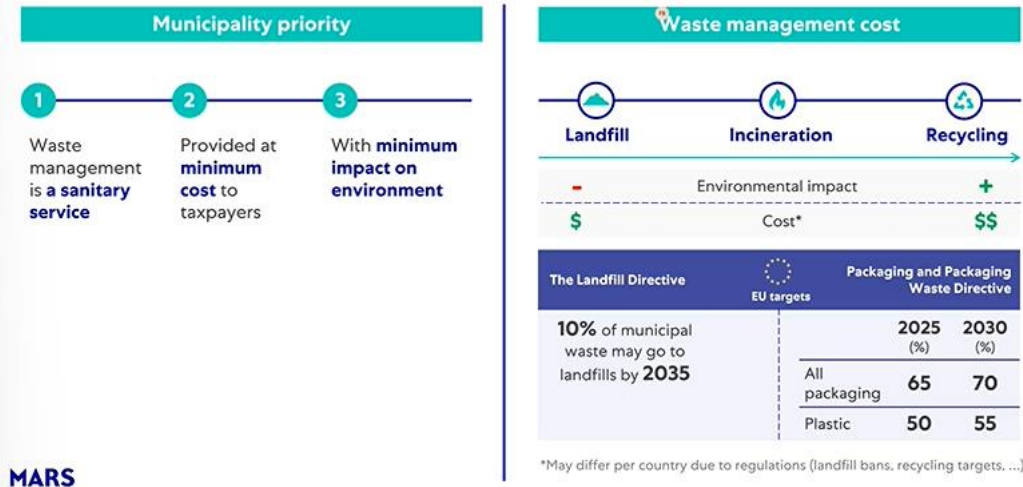 Municipality priority
1
2
3
Waste
management
is a sanitary
service
Provided at
minimum
cost to
taxpayers
With minimum
impact on
environment
MARS
Waste management cost
Landfill
Incineration
Recycling
- Environmental impact +
$ Cost* $$
The Landfill Directive
EU targets
Packaging and Packaging
Waste Directive
10% of municipal
waste may go to
landfills by 2035
2025 2030
(%) (%)
All
packaging 65 70
Plastic 50 55
*May differ per country due to regulations (landfill bans, recycling targets, ...)